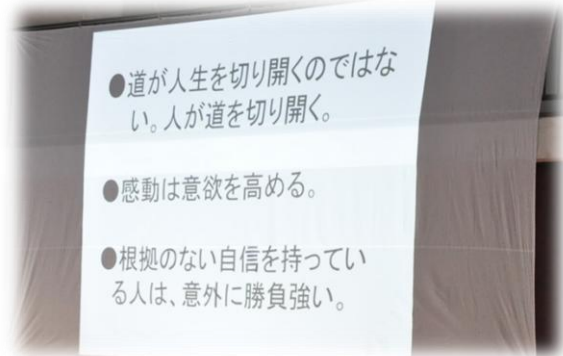 ●道が人生を切り開くのではな
い。人が道を切り開く。
●感動は意欲を高める。
●根拠のない自信を持ってい
る人は、意外に勝負強い。